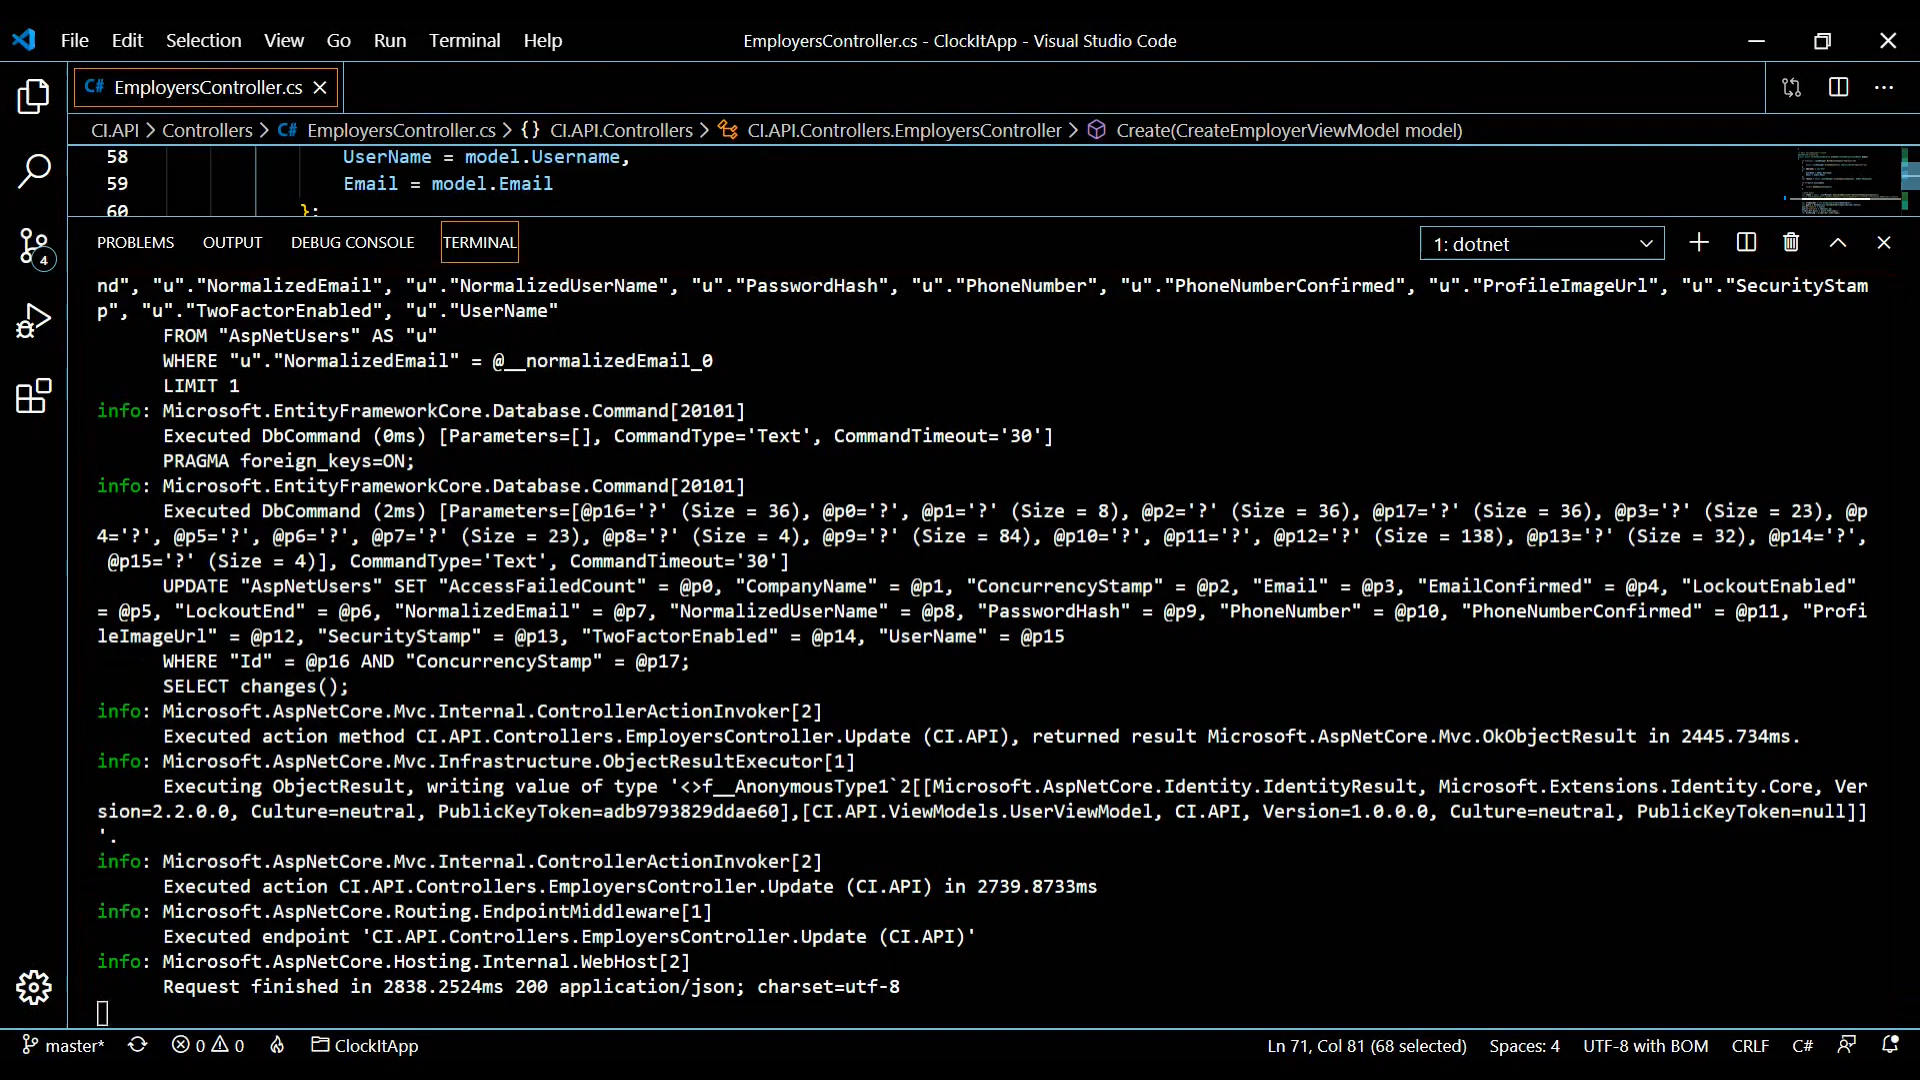 File Edit Selection View Go Run Terminal Help
EmployersController.cs - ClockItApp - Visual Studio Code
C# EmployersController.cs
CI.API > Controllers > C# EmployersController.cs > {} CI.API.Controllers > CI.API.Controllers.EmployersController > Create(CreateEmployerViewModel model)
58 UserName = model.Username,
59 Email = model.Email
60 };
PROBLEMS OUTPUT DEBUG CONSOLE TERMINAL
1: dotnet
nd", "u"."NormalizedEmail", "u"."NormalizedUserName", "u"."PasswordHash", "u"."PhoneNumber", "u"."PhoneNumberConfirmed", "u"."ProfileImageUrl", "u"."SecurityStam
p", "u"."TwoFactorEnabled", "u"."UserName"
FROM "AspNetUsers" AS "u"
WHERE "u"."NormalizedEmail" = @__normalizedEmail_0
LIMIT 1
info: Microsoft.EntityFrameworkCore.Database.Command[20101]
Executed DbCommand (0ms) [Parameters=[], CommandType='Text', CommandTimeout='30']
PRAGMA foreign_keys=ON;
info: Microsoft.EntityFrameworkCore.Database.Command[20101]
Executed DbCommand (2ms) [Parameters=[@p16='?' (Size = 36), @p0='?', @p1='?' (Size = 8), @p2='?' (Size = 36), @p17='?' (Size = 36), @p3='?' (Size = 23), @p
4='?', @p5='?', @p6='?', @p7='?' (Size = 23), @p8='?' (Size = 4), @p9='?' (Size = 84), @p10='?', @p11='?', @p12='?' (Size = 138), @p13='?' (Size = 32), @p14='?',
@p15='?' (Size = 4)], CommandType='Text', CommandTimeout='30']
UPDATE "AspNetUsers" SET "AccessFailedCount" = @p0, "CompanyName" = @p1, "ConcurrencyStamp" = @p2, "Email" = @p3, "EmailConfirmed" = @p4, "LockoutEnabled"
= @p5, "LockoutEnd" = @p6, "NormalizedEmail" = @p7, "NormalizedUserName" = @p8, "PasswordHash" = @p9, "PhoneNumber" = @p10, "PhoneNumberConfirmed" = @p11, "Profi
leImageUrl" = @p12, "SecurityStamp" = @p13, "TwoFactorEnabled" = @p14, "UserName" = @p15
WHERE "Id" = @p16 AND "ConcurrencyStamp" = @p17;
SELECT changes();
info: Microsoft.AspNetCore.Mvc.Internal.ControllerActionInvoker[2]
Executed action method CI.API.Controllers.EmployersController.Update (CI.API), returned result Microsoft.AspNetCore.Mvc.OkObjectResult in 2445.734ms.
info: Microsoft.AspNetCore.Mvc.Infrastructure.ObjectResultExecutor[1]
Executing ObjectResult, writing value of type '<>f__AnonymousType1`2[[Microsoft.AspNetCore.Identity.IdentityResult, Microsoft.Extensions.Identity.Core, Ver
sion=2.2.0.0, Culture=neutral, PublicKeyToken=adb9793829ddae60],[CI.API.ViewModels.UserViewModel, CI.API, Version=1.0.0.0, Culture=neutral, PublicKeyToken=null]]
'.
info: Microsoft.AspNetCore.Mvc.Internal.ControllerActionInvoker[2]
Executed action CI.API.Controllers.EmployersController.Update (CI.API) in 2739.8733ms
info: Microsoft.AspNetCore.Routing.EndpointMiddleware[1]
Executed endpoint 'CI.API.Controllers.EmployersController.Update (CI.API)'
info: Microsoft.AspNetCore.Hosting.Internal.WebHost[2]
Request finished in 2838.2524ms 200 application/json; charset=utf-8
4
master* 0 0 ClockItApp Ln 71, Col 81 (68 selected) Spaces: 4 UTF-8 with BOM CRLF C#